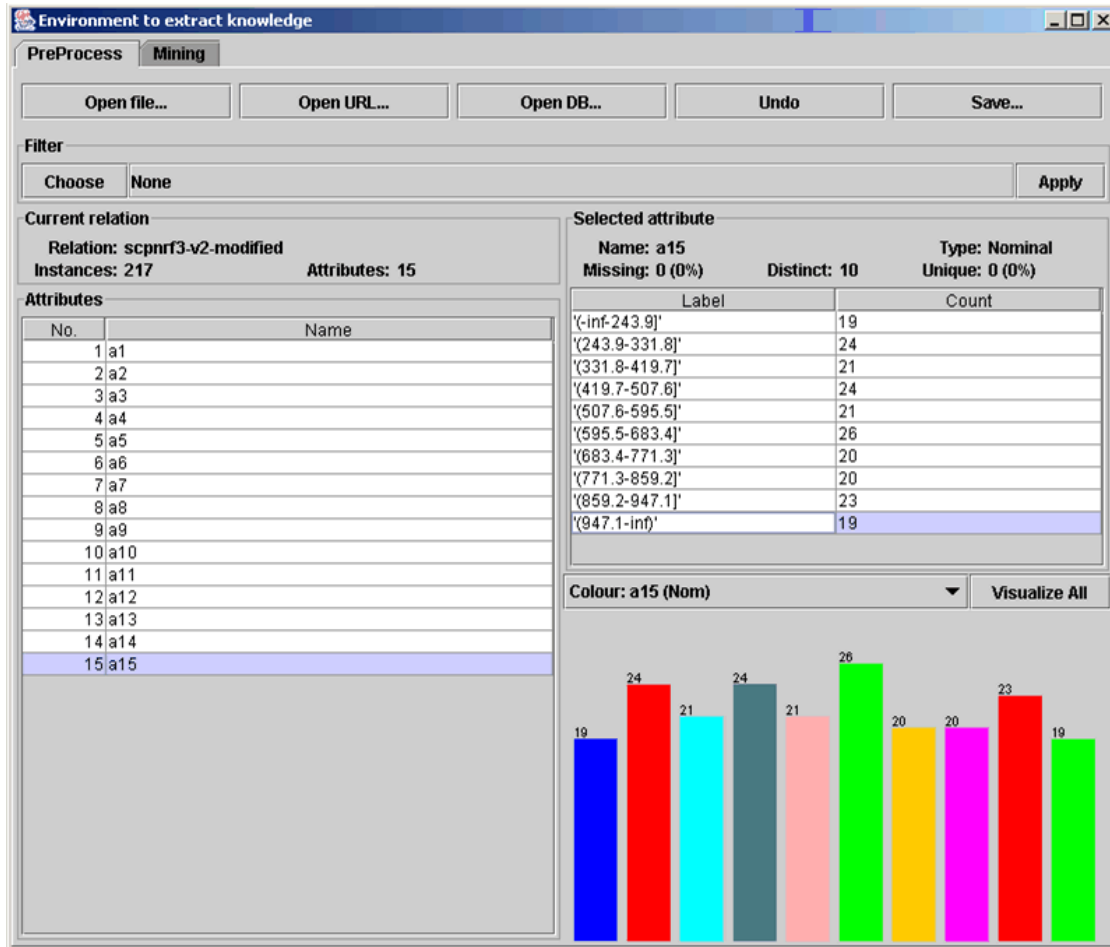 Environment to extract knowledge
PreProcess Mining
Open file... Open URL... Open DB... Undo Save...
Filter
Choose None Apply
Current relation
Relation: scpnrf3-v2-modified
Instances: 217 Attributes: 15
Attributes
No. Name
1 a1
2 a2
3 a3
4 a4
5 a5
6 a6
7 a7
8 a8
9 a9
10 a10
11 a11
12 a12
13 a13
14 a14
15 a15
Selected attribute
Name: a15 Type: Nominal
Missing: 0 (0%) Distinct: 10 Unique: 0 (0%)
Label Count
'(-inf-243.9]' 19
'(243.9-331.8]' 24
'(331.8-419.7]' 21
'(419.7-507.6]' 24
'(507.6-595.5]' 21
'(595.5-683.4]' 26
'(683.4-771.3]' 20
'(771.3-859.2]' 20
'(859.2-947.1]' 23
'(947.1-inf)' 19
Colour: a15 (Nom) Visualize All
19 24 21 24 21 26 20 20 23 19